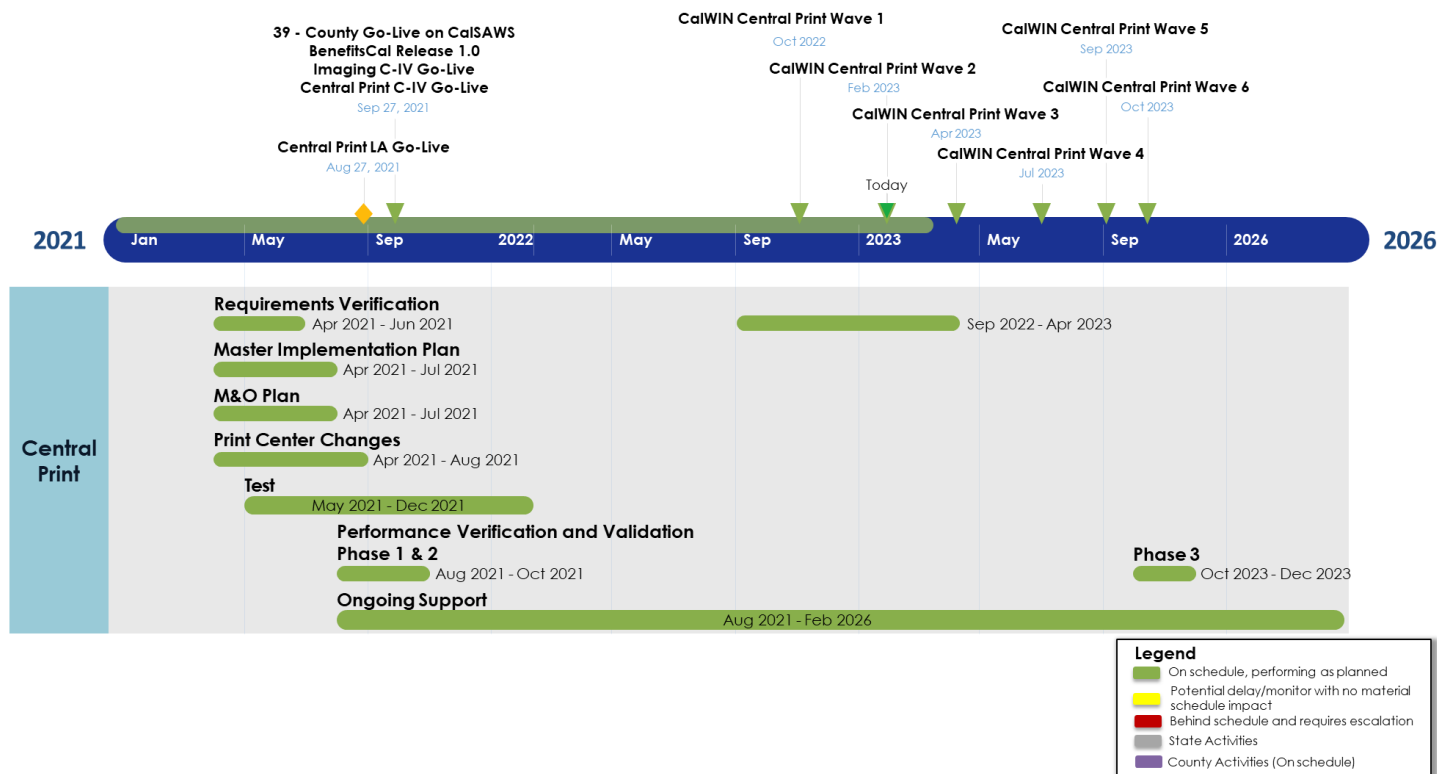 CalWIN Central Print Wave 1
Oct 2022
CalWIN Central Print Wave 5
Sep 2023
39 - County Go-Live on CalSAWS
BenefitsCal Release 1.0
Imaging C-IV Go-Live
Central Print C-IV Go-Live
Sep 27, 2021
CalWIN Central Print Wave 2
Feb 2023
CalWIN Central Print Wave 6
Oct 2023
CalWIN Central Print Wave 3
Apr 2023
Central Print LA Go-Live
Aug 27, 2021
CalWIN Central Print Wave 4
Jul 2023
Today
2021
Jan
May
Sep
2022
May
Sep
2023
May
Sep
2026
2026
Central
Print
Requirements Verification
Apr 2021 - Jun 2021
Sep 2022 - Apr 2023
Master Implementation Plan
Apr 2021 - Jul 2021
M&O Plan
Apr 2021 - Jul 2021
Print Center Changes
Apr 2021 - Aug 2021
Test
May 2021 - Dec 2021
Performance Verification and Validation
Phase 1 & 2
Aug 2021 - Oct 2021
Phase 3
Oct 2023 - Dec 2023
Ongoing Support
Aug 2021 - Feb 2026
Legend
On schedule, performing as planned
Potential delay/monitor with no material
schedule impact
Behind schedule and requires escalation
State Activities
County Activities (On schedule)